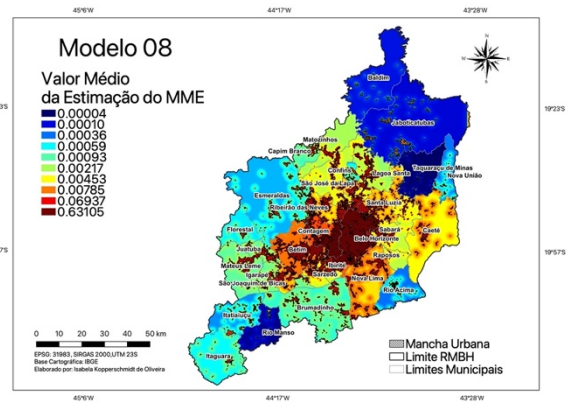 45°6'W 44°17'W 43°28'W
Modelo 08
Valor Médio
da Estimação do MME
0.00004
0.00010
0.00036
0.00059
0.00093
0.00217
0.00453
0.00785
0.06937
0.63105
Baldim
19°23'S
Jaboticatubas
Matozinhos
Capim Branco
Confins
Lagoa Santa
Taquaraçu de Minas
Nova União
São José da Lapa
Esmeraldas
Ribeirão das Neves
Santa Luzia
Florestal
Contagem
Sabará
Caeté
Belo Horizonte
Juatuba
Betim
Raposos
19°57'S
Mateus Leme
Ibirité
Igarapé
Sarzedo
Nova Lima
São Joaquim de Bicas
Rio Acima
Itatiaiuçu
Brumadinho
Rio Manso
Itaguara
0 10 20 30 40 50 km
EPSG: 31983, SIRGAS 2000,UTM 23S
Base Cartográfica: IBGE
Elaborado por: Isabela Kopperschmidt de Oliveira
Mancha Urbana
Limite RMBH
Limites Municipais
45°6'W 44°17'W 43°28'W